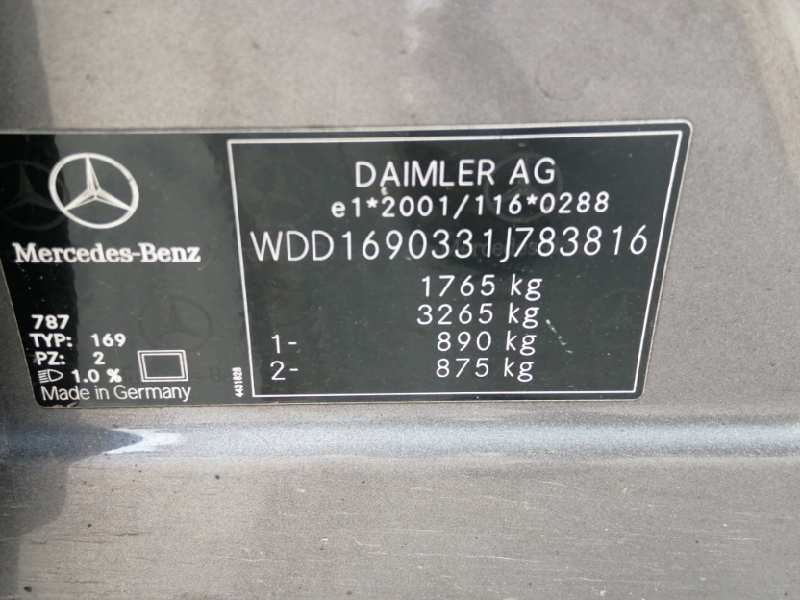 DAIMLER AG
e1*2001/116*0288
WDD1690331J783816
1765 kg
3265 kg
1- 890 kg
2- 875 kg
Mercedes-Benz
787
TYP: 169
PZ: 2
1.0 %
Made in Germany